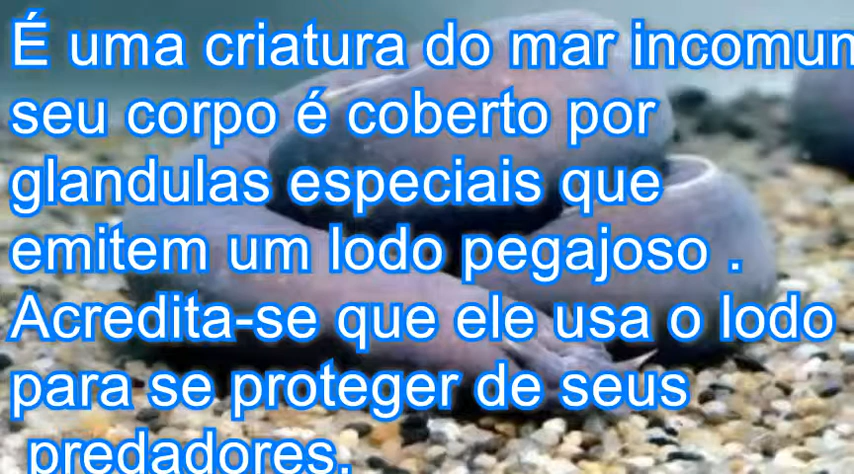 É uma criatura do mar incomum
seu corpo é coberto por
glandulas especiais que
emitem um lodo pegajoso .
Acredita-se que ele usa o lodo
para se proteger de seus
predadores.